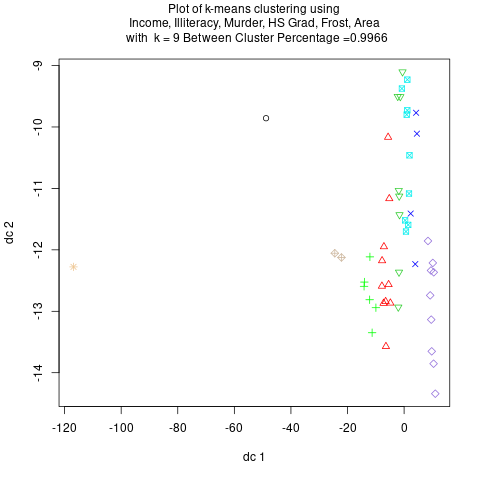 Plot of k-means clustering using
Income, Illiteracy, Murder, HS Grad, Frost, Area
with k = 9 Between Cluster Percentage =0.9966
dc 2
-9
-10
-11
-12
-13
-14
-120 -100 -80 -60 -40 -20 0
dc 1